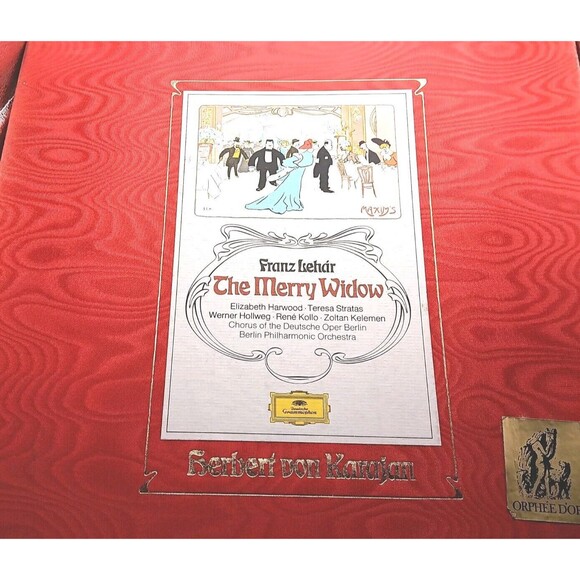 MAXIM'S
Franz Lehár
The Merry Widow
Elizabeth Harwood · Teresa Stratas
Werner Hollweg · René Kollo · Zoltan Kelemen
Chorus of the Deutsche Oper Berlin
Berlin Philharmonic Orchestra
Deutsche
Grammophon
Herbert von Karajan
ORPHÉE D'OR